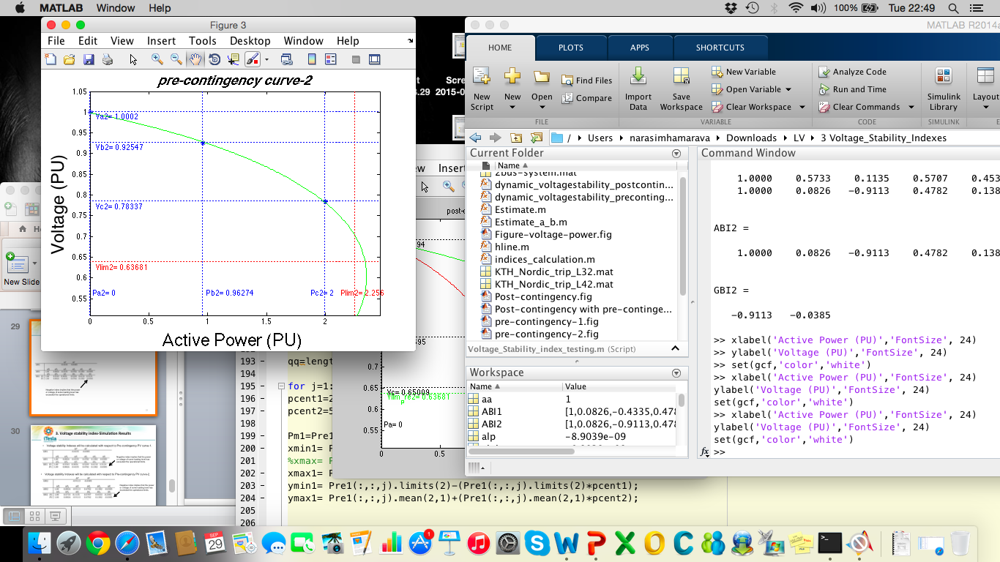 MATLAB Window Help
100% Tue 22:49
Figure 3
File Edit View Insert Tools Desktop Window Help
pre-contingency curve-2
Voltage (PU)
1.05
1
0.95
0.9
0.85
0.8
0.75
0.7
0.65
0.6
0.55
Va2= 1.0002
Vb2= 0.92547
Vc2= 0.78337
Vlim2= 0.63681
Pa2= 0 Pb2= 0.96274 Pc2= 2 Plim2= 2.256
0 0.5 1 1.5 2
Active Power (PU)
MATLAB R2014a
HOME PLOTS APPS SHORTCUTS
New Script
New
Open
Find Files
Compare
FILE
Import Data
Save Workspace
New Variable
Open Variable
Clear Workspace
VARIABLE
Analyze Code
Run and Time
Clear Commands
CODE
Simulink Library
SIMULINK
Layout
/ Users narasimhamarava Downloads LV 3 Voltage_Stability_Indexes
Current Folder
Name
2bus-system.mat
dynamic_voltagestability_postcontin...
dynamic_voltagestability_preconting...
Estimate.m
Estimate_a_b.m
Figure-voltage-power.fig
hline.m
indices_calculation.m
KTH_Nordic_trip_L32.mat
KTH_Nordic_trip_L42.mat
Post-contingency.fig
Post-contingency with pre-continge...
pre-contingency-1.fig
pre-contingency-2.fig
Voltage_Stability_index_testing.m (Script)
Workspace
Name Value
aa 1
ABI1 [1,0.0826,-0.4335,0.478
ABI2 [1,0.0826,-0.9113,0.478
alp -8.9039e-09
Command Window
1.0000 0.5733 0.1135 0.5707 0.453
1.0000 0.0826 -0.9113 0.4782 0.138
ABI2 =
1.0000 0.0826 -0.9113 0.4782 0.138
GBI2 =
-0.9113 -0.0385
>> xlabel('Active Power (PU)','FontSize', 24)
>> ylabel('Voltage (PU)','FontSize', 24)
>> set(gcf,'color','white')
>> xlabel('Active Power (PU)','FontSize', 24)
ylabel('Voltage (PU)','FontSize', 24)
set(gcf,'color','white')
>> xlabel('Active Power (PU)','FontSize', 24)
ylabel('Voltage (PU)','FontSize', 24)
set(gcf,'color','white')
fx >>
Insert
post-c
94
95
0.7
0.65
0.6
0.55
Vc= 0.65009
Pa= 0
0 0.5
New Slide
29
30
3. Voltage stability index-Simulation Results
193 qq=lengt
194
195 for j=1:
196 pcent1=2
197 pcent2=5
198
199 Pm1=Pre1
200 xmin1= P
201 %xmax= P
202 xmax1= P
203 ymin1= Pre1(:,:,j).limits(2)-(Pre1(:,:,j).limits(2)*pcent1);
204 ymax1= Pre1(:,:,j).mean(2,1)+(Pre1(:,:,j).mean(2,1)*pcent2);
205
206
SEP 29
1